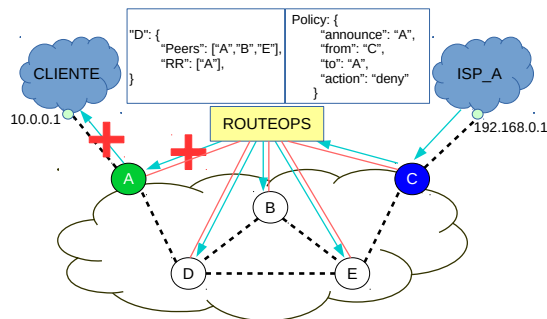 "D": {
"Peers": ["A","B","E"],
"RR": ["A"],
}
Policy: {
"announce": “A”,
“from": “C”,
“to": “A”,
“action": “deny”
}
CLIENTE
ISP_A
10.0.0.1
192.168.0.1
ROUTEOPS
A
C
B
D
E